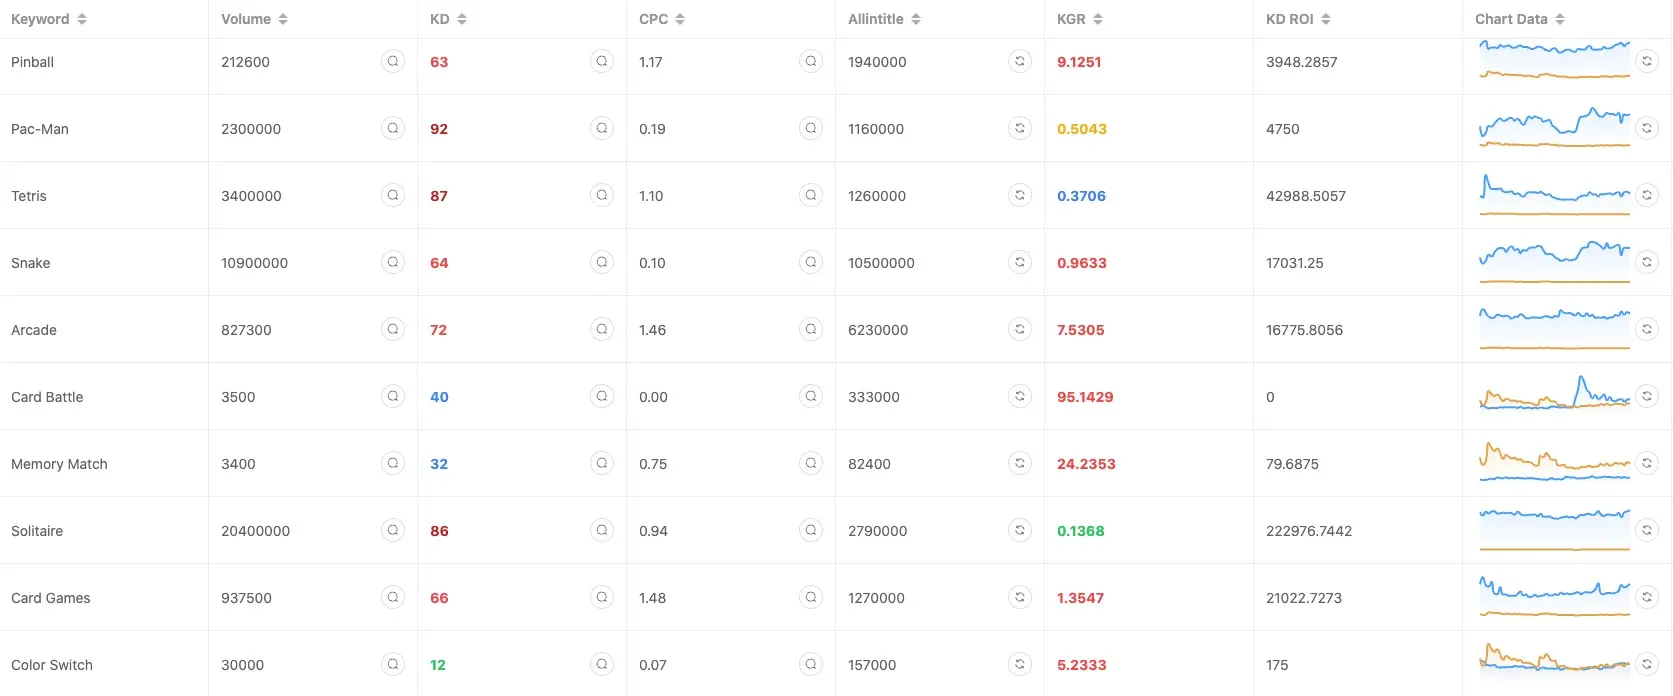 Keyword Volume KD CPC Allintitle KGR KD ROI Chart Data
Pinball 212600 63 1.17 1940000 9.1251 3948.2857
Pac-Man 2300000 92 0.19 1160000 0.5043 4750
Tetris 3400000 87 1.10 1260000 0.3706 42988.5057
Snake 10900000 64 0.10 10500000 0.9633 17031.25
Arcade 827300 72 1.46 6230000 7.5305 16775.8056
Card Battle 3500 40 0.00 333000 95.1429 0
Memory Match 3400 32 0.75 82400 24.2353 79.6875
Solitaire 20400000 86 0.94 2790000 0.1368 222976.7442
Card Games 937500 66 1.48 1270000 1.3547 21022.7273
Color Switch 30000 12 0.07 157000 5.2333 175